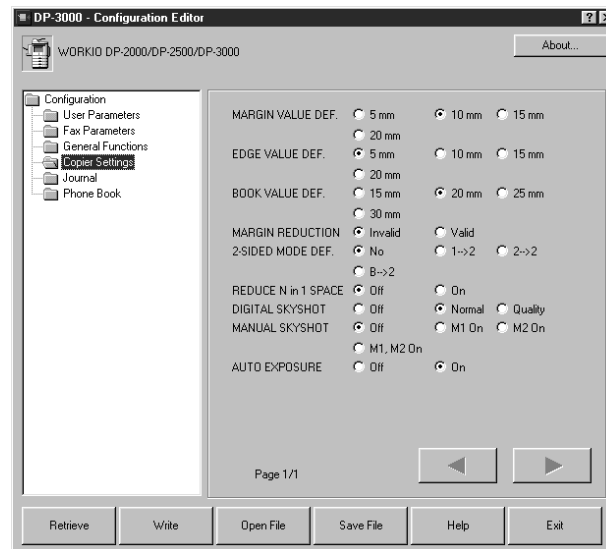 DP-3000 - Configuration Editor
WORKIO DP-2000/DP-2500/DP-3000
About...
Configuration
User Parameters
Fax Parameters
General Functions
Copier Settings
Journal
Phone Book
MARGIN VALUE DEF. 5 mm 10 mm 15 mm
20 mm
EDGE VALUE DEF. 5 mm 10 mm 15 mm
20 mm
BOOK VALUE DEF. 15 mm 20 mm 25 mm
30 mm
MARGIN REDUCTION Invalid Valid
2-SIDED MODE DEF. No 1-->2 2-->2
B-->2
REDUCE N in 1 SPACE Off On
DIGITAL SKYSHOT Off Normal Quality
MANUAL SKYSHOT Off M1 On M2 On
M1, M2 On
AUTO EXPOSURE Off On
Page 1/1
Retrieve Write Open File Save File Help Exit